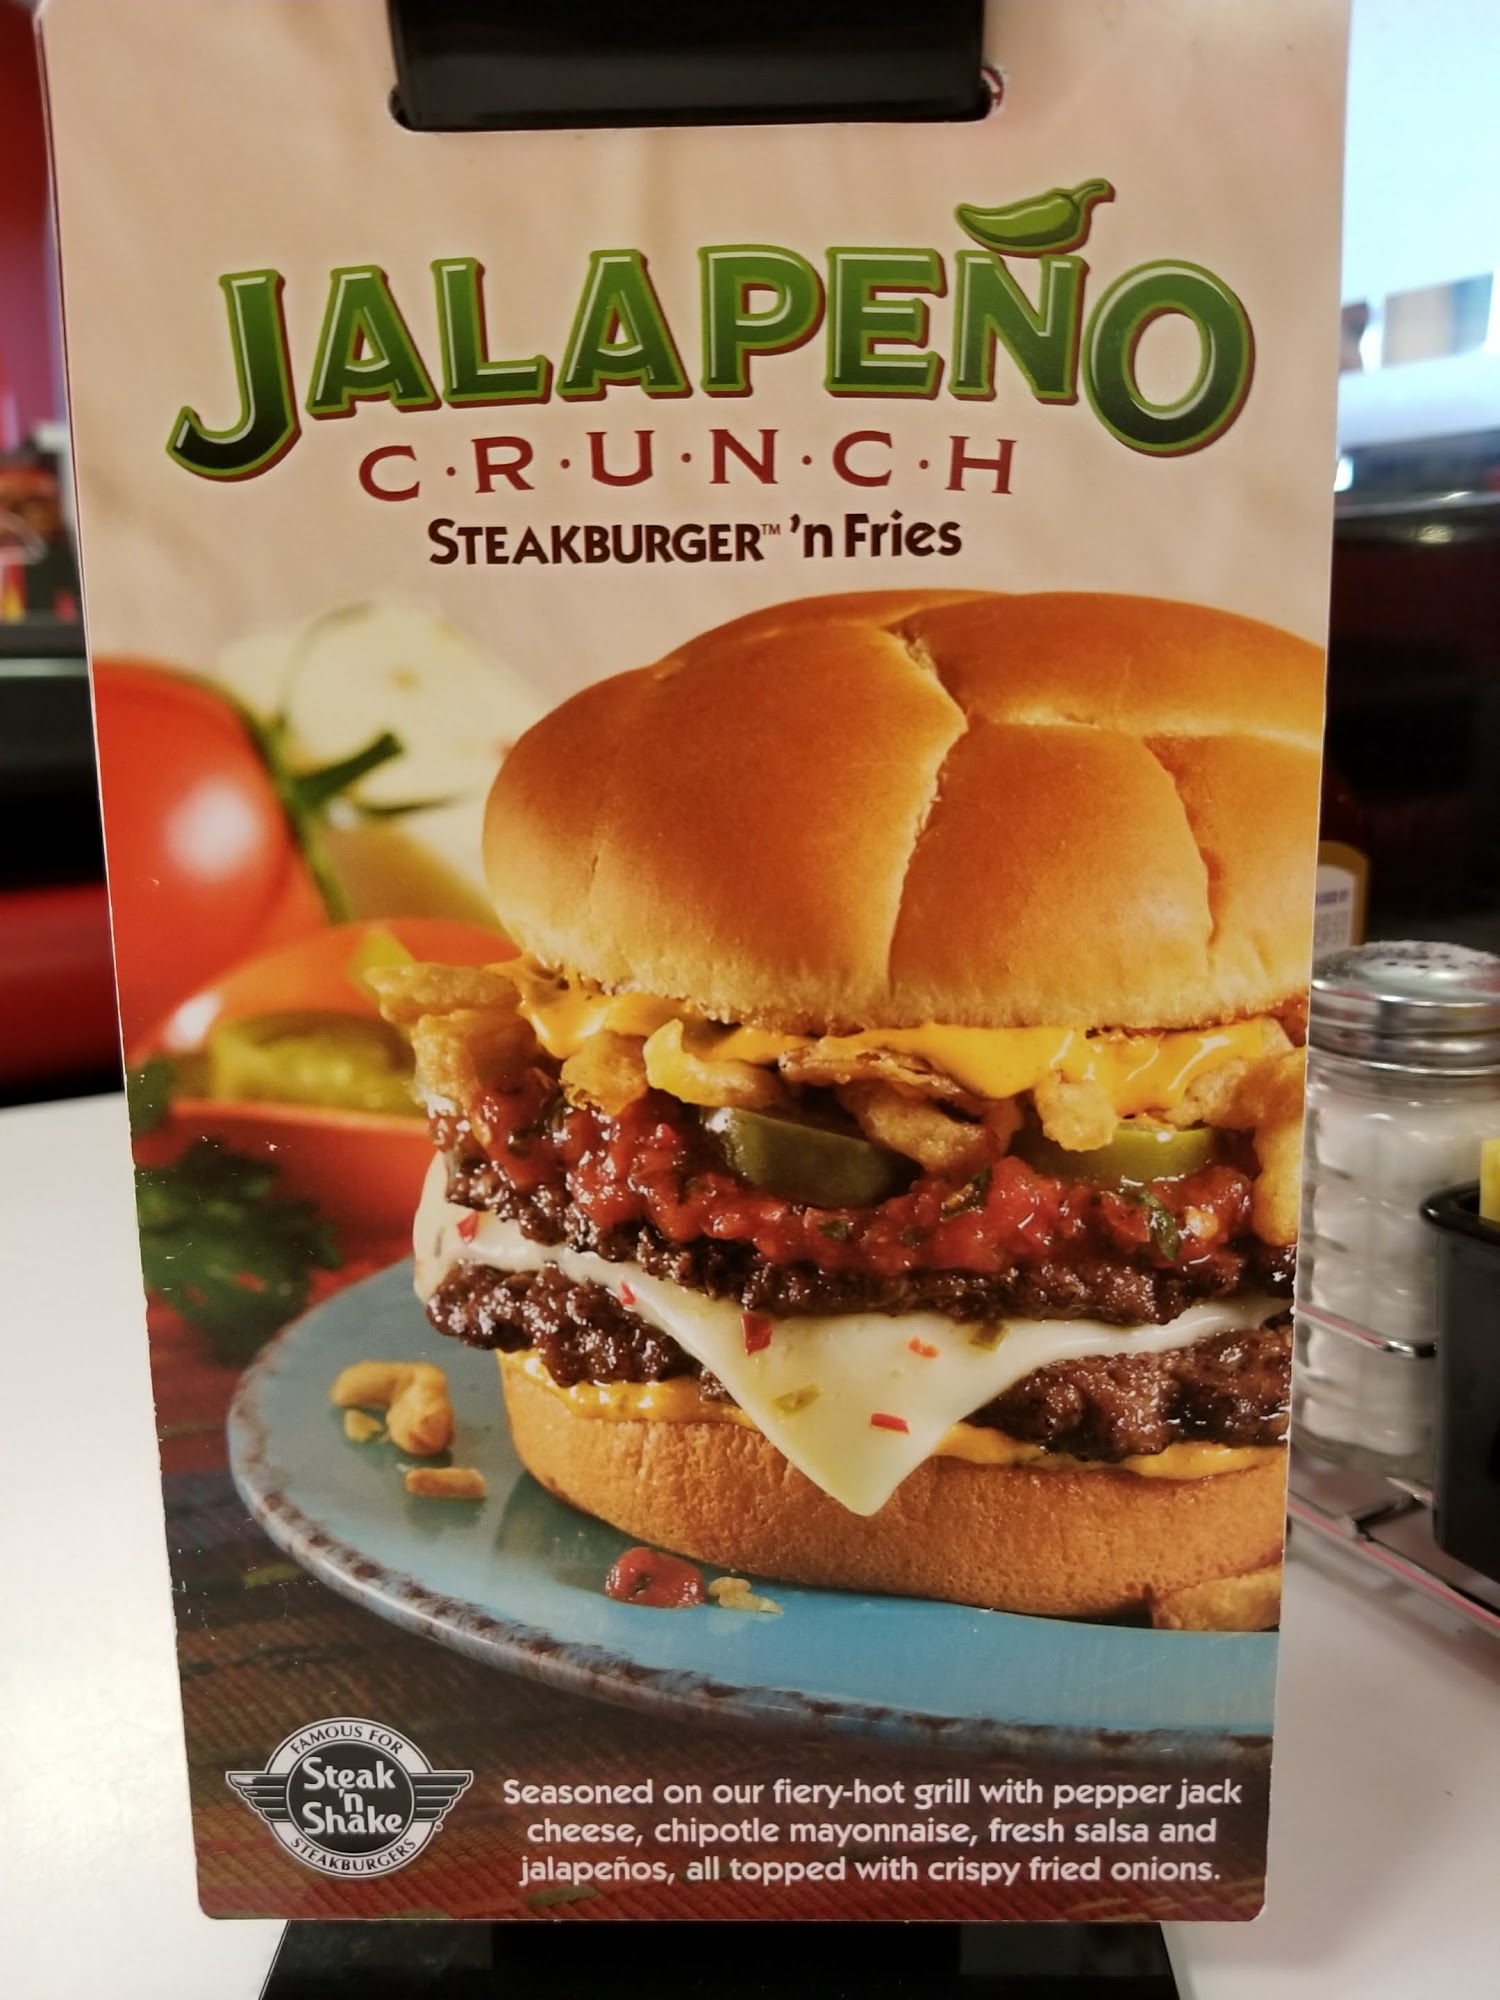 JALAPEÑO
C·R·U·N·C·H
STEAKBURGER™ 'n Fries
FAMOUS FOR
Steak
'n
Shake
STEAKBURGERS
Seasoned on our fiery-hot grill with pepper jack
cheese, chipotle mayonnaise, fresh salsa and
jalapeños, all topped with crispy fried onions.